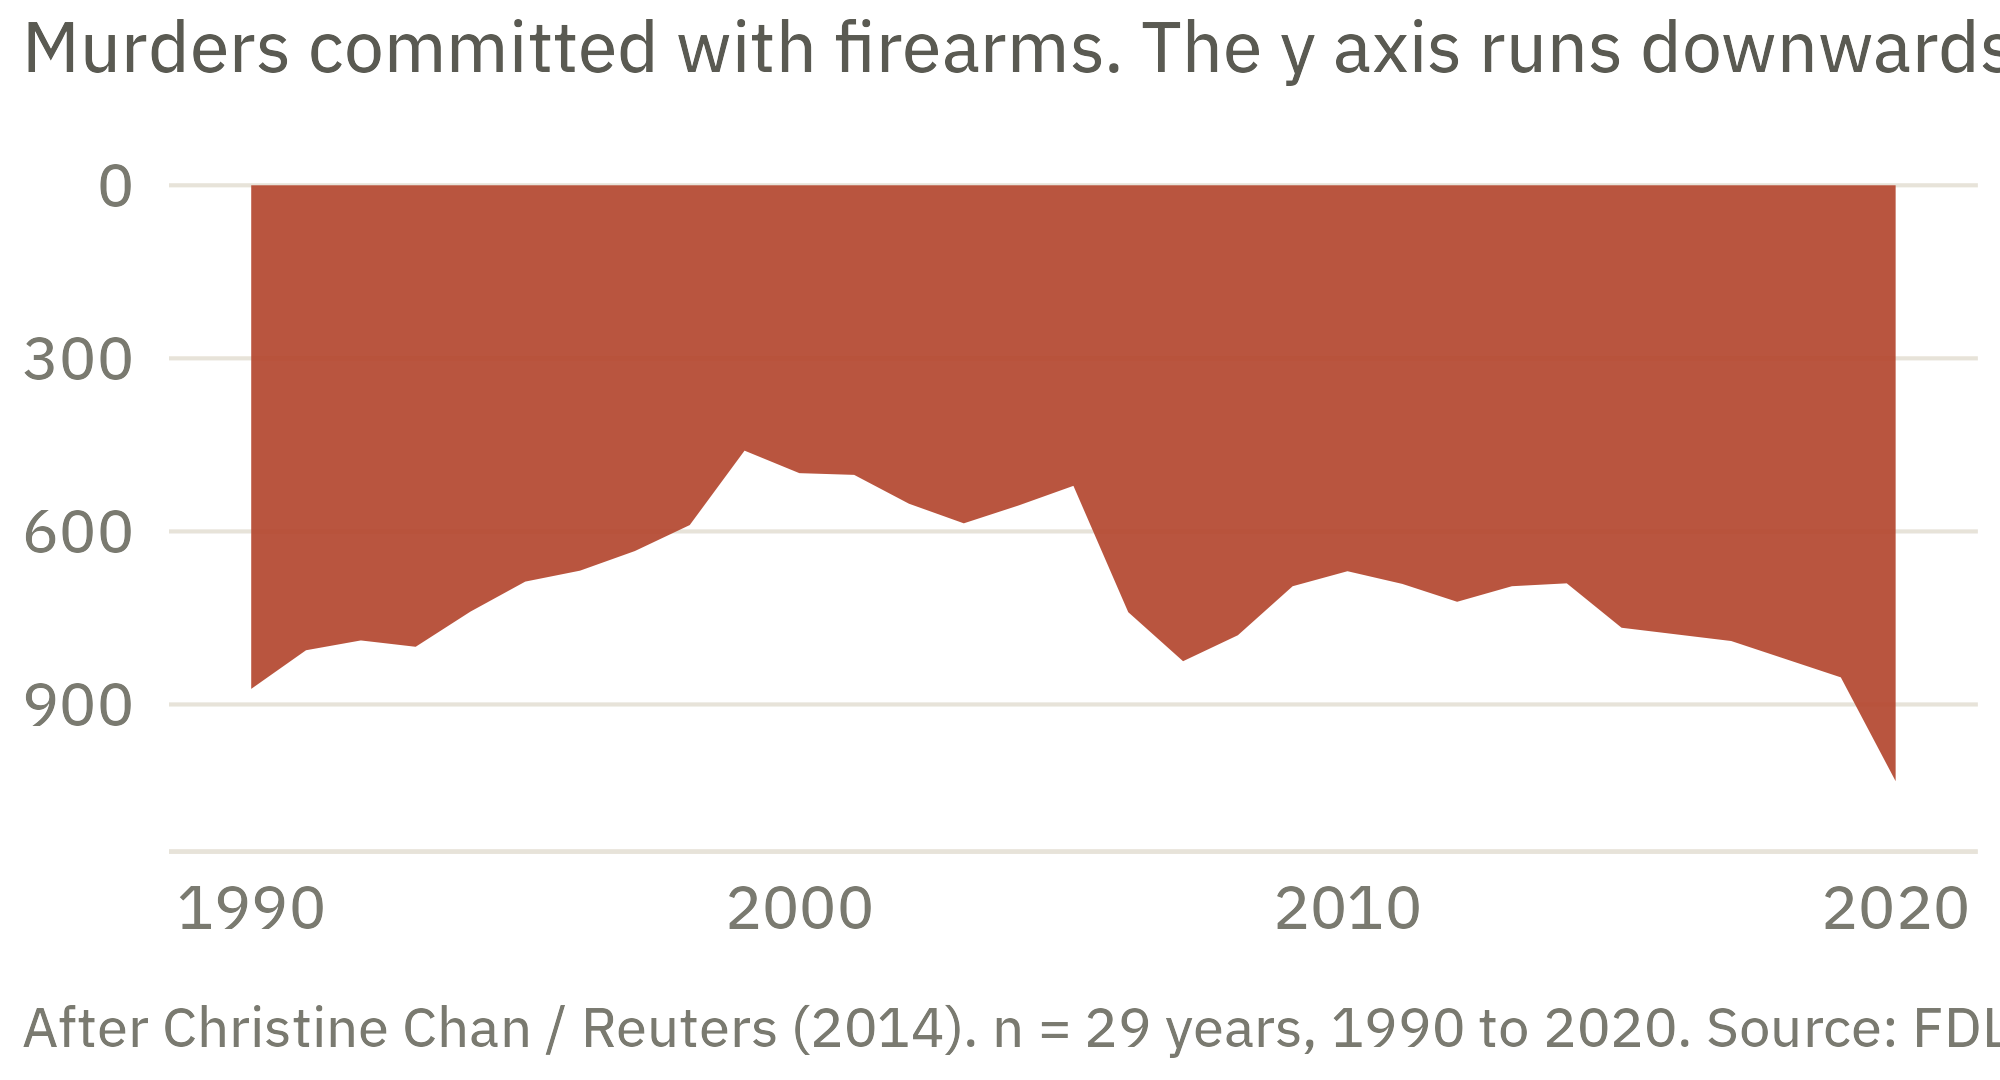 Murders committed with firearms. The y axis runs downwards
0
300
600
900
1990 2000 2010 2020
After Christine Chan / Reuters (2014). n = 29 years, 1990 to 2020. Source: